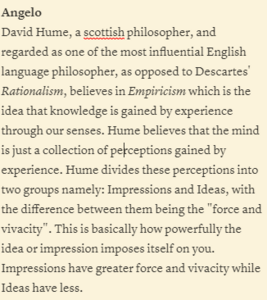 Angelo
David Hume, a scottish philosopher, and
regarded as one of the most influential English
language philosopher, as opposed to Descartes'
Rationalism, believes in Empiricism which is the
idea that knowledge is gained by experience
through our senses. Hume believes that the mind
is just a collection of perceptions gained by
experience. Hume divides these perceptions into
two groups namely: Impressions and Ideas, with
the difference between them being the "force and
vivacity". This is basically how powerfully the
idea or impression imposes itself on you.
Impressions have greater force and vivacity while
Ideas have less.